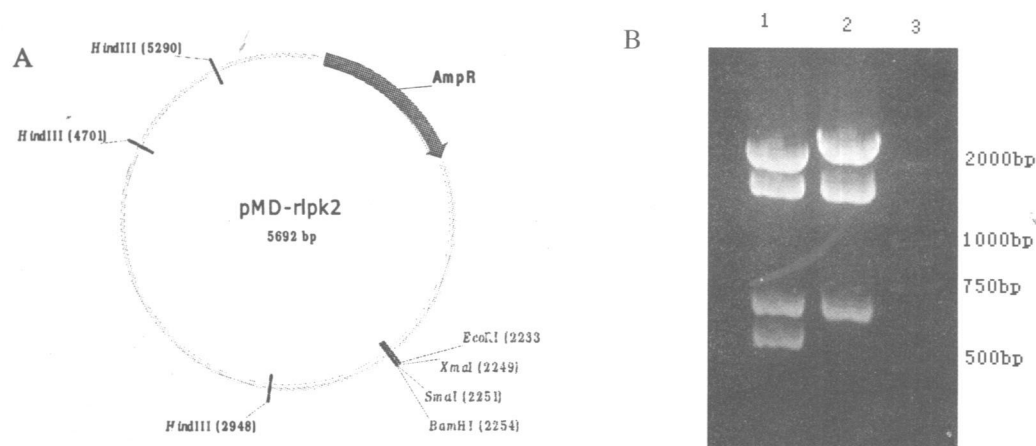 A
HindIII (5290)
AmpR
HindIII (4701)
pMD-rlpk2
5692 bp
EcoRI (2233
XmaI (2249)
SmaI (2251)
BamHI (2254)
HindIII (2948)
B
1 2 3
2000bp
1000bp
750bp
500bp